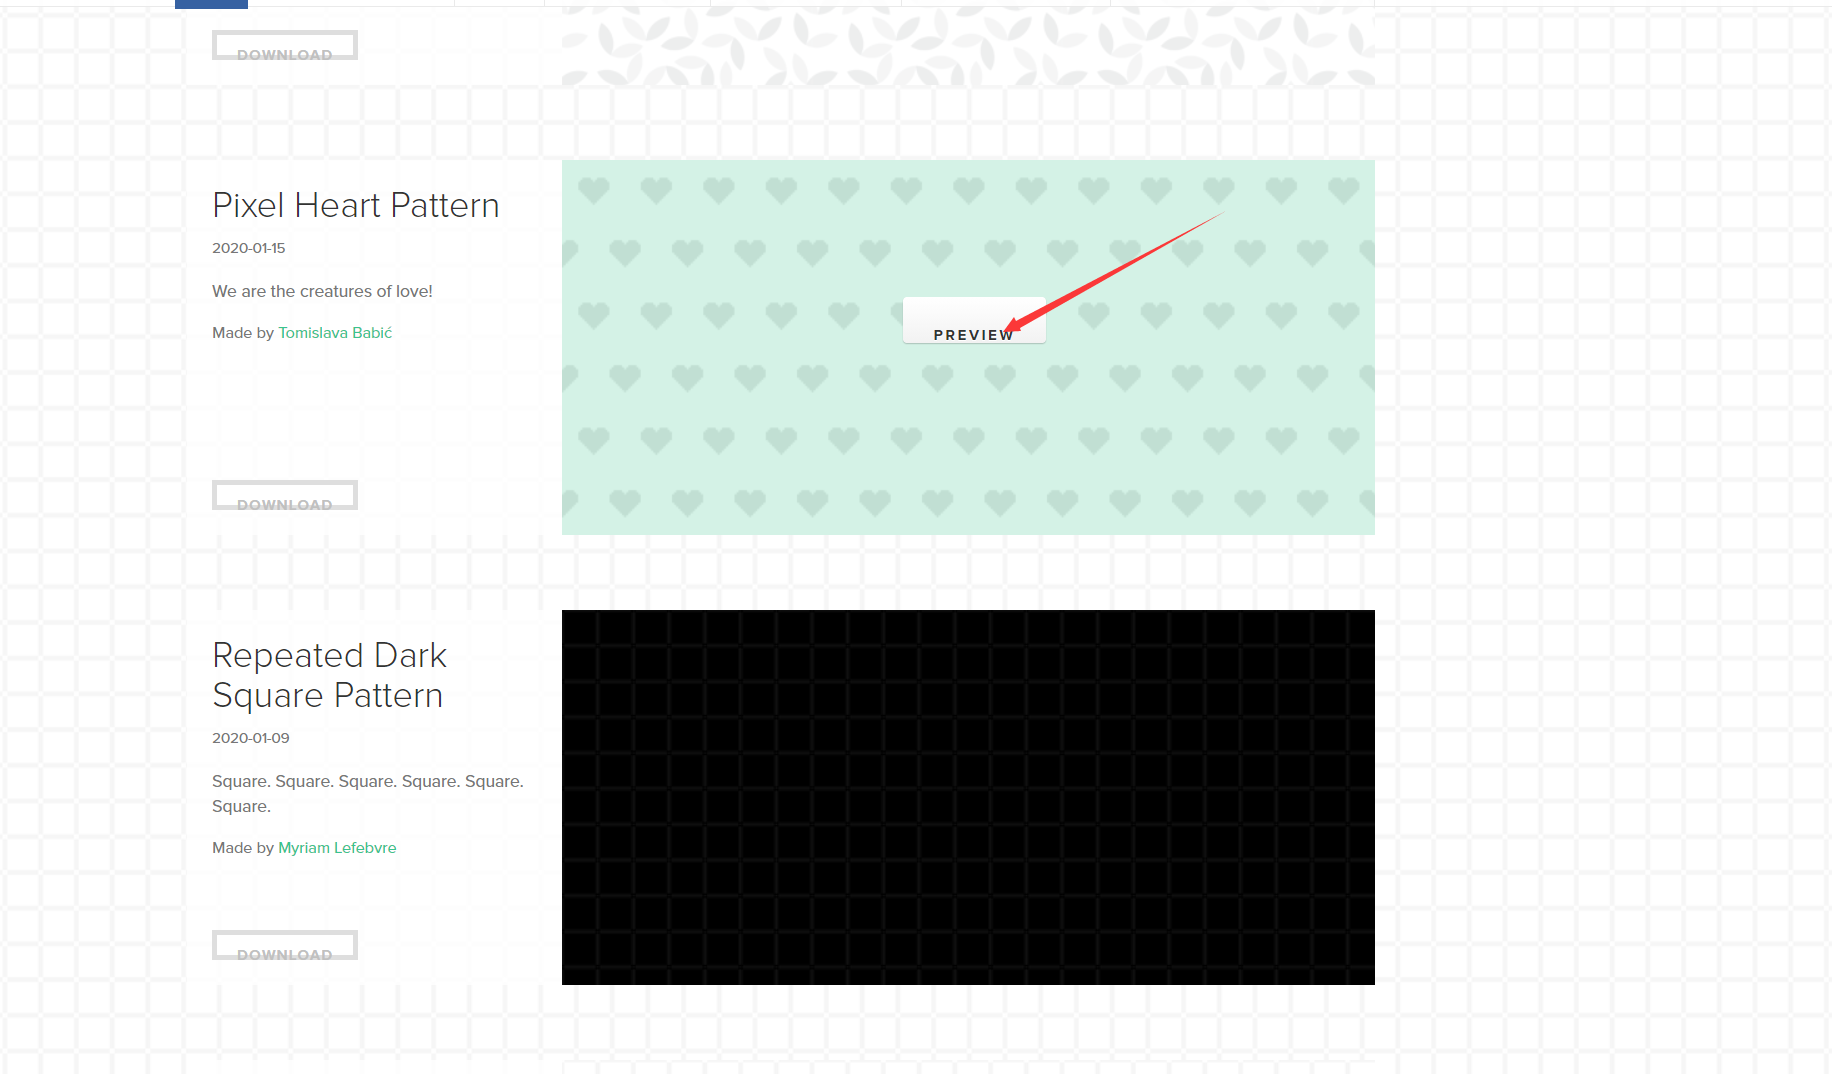 DOWNLOAD
Pixel Heart Pattern
2020-01-15
We are the creatures of love!
Made by Tomislava Babić
PREVIEW
DOWNLOAD
Repeated Dark
Square Pattern
2020-01-09
Square. Square. Square. Square. Square.
Square.
Made by Myriam Lefebvre
DOWNLOAD